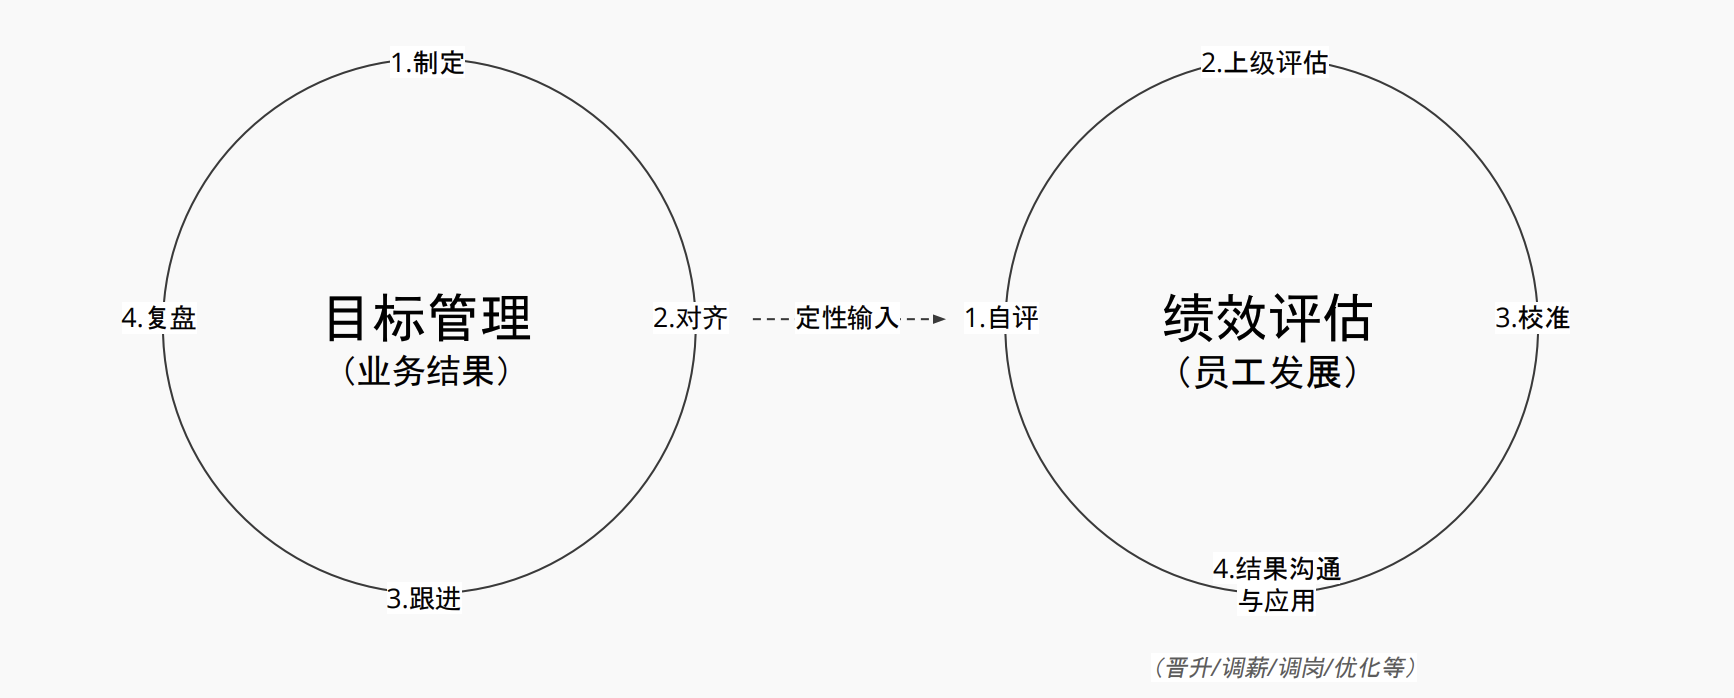 1.制定
2.上级评估
4.复盘
目标管理
（业务结果）
2.对齐
定性输入
1.自评
绩效评估
（员工发展）
3.校准
3.跟进
4.结果沟通
与应用
（晋升/调薪/调岗/优化等）